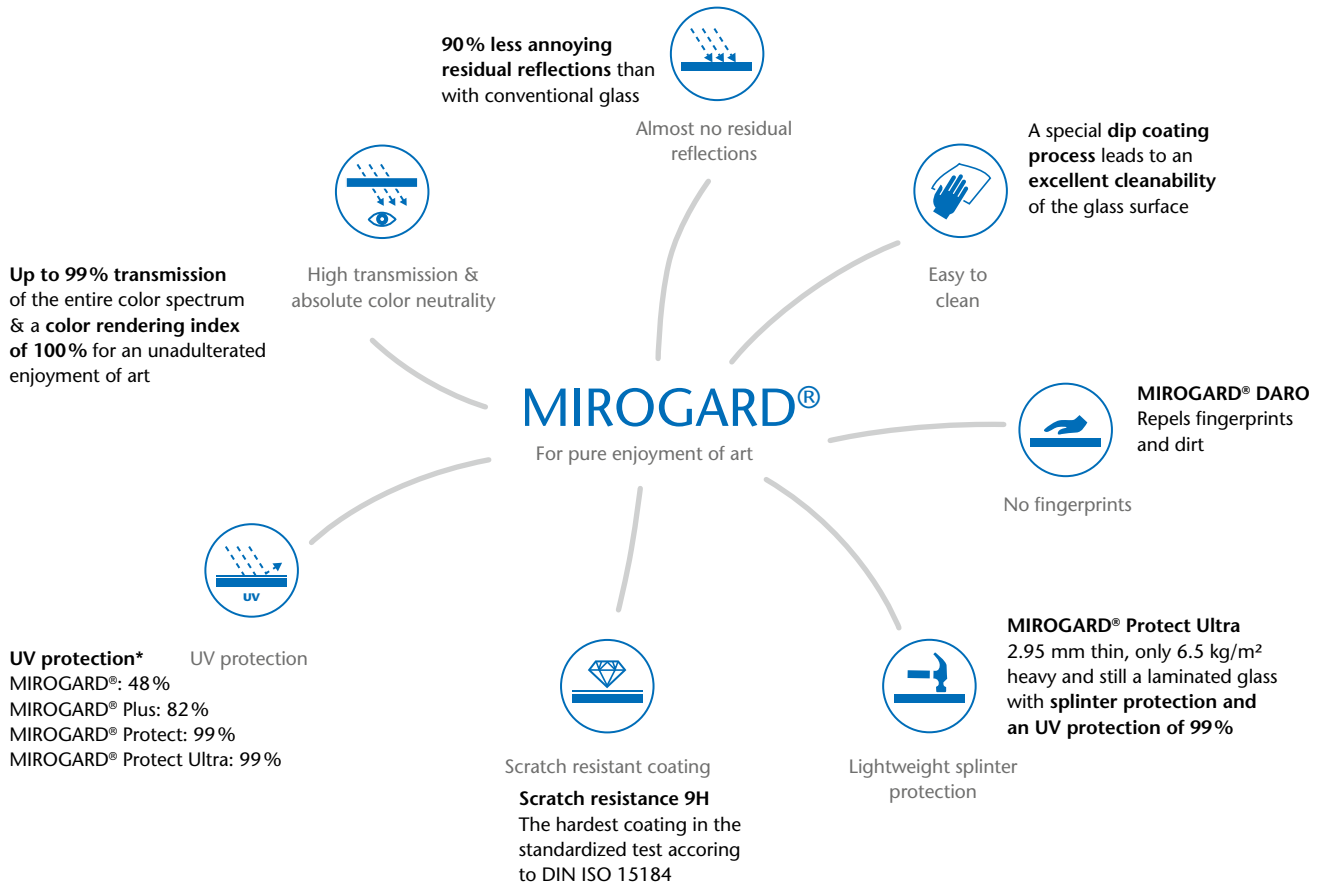 90% less annoying
residual reflections than
with conventional glass
Almost no residual
reflections
A special dip coating
process leads to an
excellent cleanability
of the glass surface
Easy to
clean
Up to 99% transmission
of the entire color spectrum
& a color rendering index
of 100% for an unadulterated
enjoyment of art
High transmission &
absolute color neutrality
MIROGARD®
For pure enjoyment of art
MIROGARD® DARO
Repels fingerprints
and dirt
No fingerprints
UV
UV protection
UV protection*
MIROGARD®: 48%
MIROGARD® Plus: 82%
MIROGARD® Protect: 99%
MIROGARD® Protect Ultra: 99%
Scratch resistant coating
Scratch resistance 9H
The hardest coating in the
standardized test accoring
to DIN ISO 15184
MIROGARD® Protect Ultra
2.95 mm thin, only 6.5 kg/m²
heavy and still a laminated glass
with splinter protection and
an UV protection of 99%
Lightweight splinter
protection